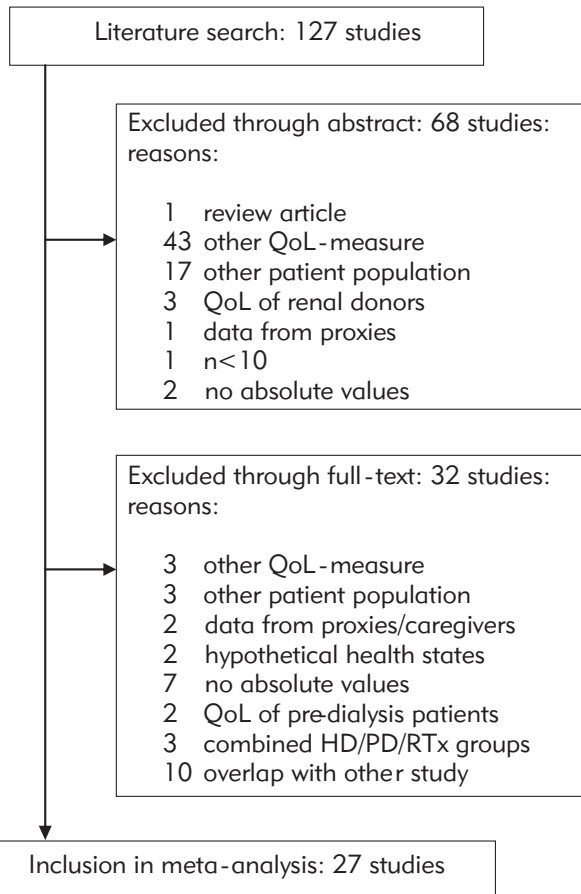 Literature search: 127 studies
Excluded through abstract: 68 studies:
reasons:
1 review article
43 other QoL-measure
17 other patient population
3 QoL of renal donors
1 data from proxies
1 n<10
2 no absolute values
Excluded through full-text: 32 studies:
reasons:
3 other QoL-measure
3 other patient population
2 data from proxies/caregivers
2 hypothetical health states
7 no absolute values
2 QoL of pre-dialysis patients
3 combined HD/PD/RTx groups
10 overlap with other study
Inclusion in meta-analysis: 27 studies